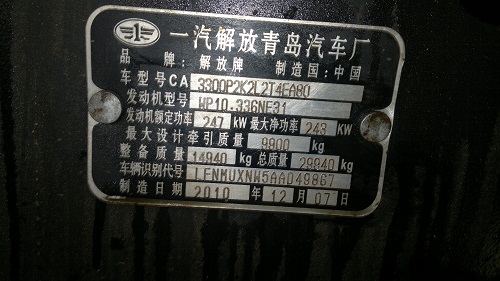 一汽解放青岛汽车厂
品牌:解放牌 制造国:中国
车型号CA 3300P2K2L2T4EA80
发动机型号 WP10.336NE31
发动机额定功率 247 kW 最大净功率 243 KW
最大设计牵引质量 9900 kg
整备质量 14940 kg 总质量 29940 kg
车辆识别代号 LFNMUXNW5AA049867
制造日期 2010 年 12 月 07 日